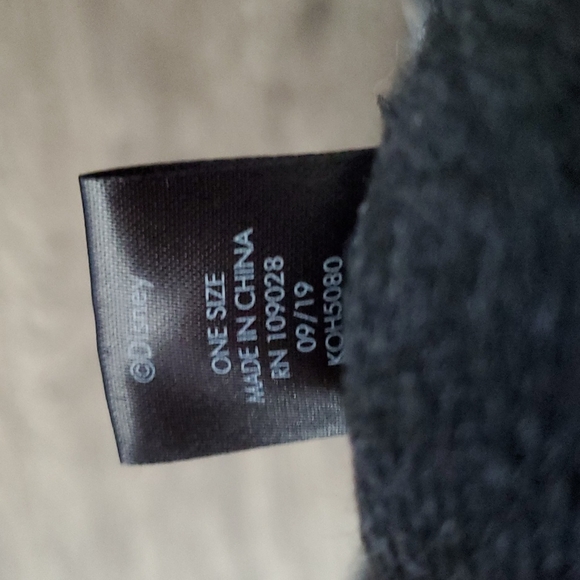 ©Disney
ONE SIZE
MADE IN CHINA
RN 109028
09/19
KOH5080